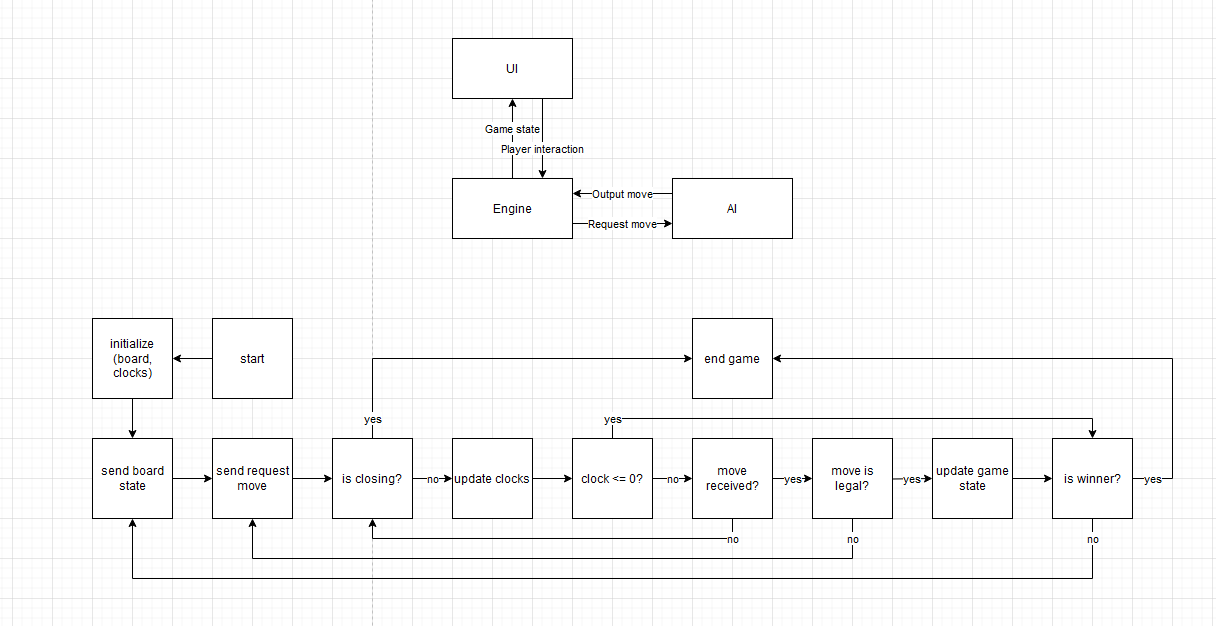 UI
Game state
Player interaction
Engine
Output move
AI
Request move
initialize
(board,
clocks)
start
end game
yes
yes
send board
state
send request
move
is closing?
no
update clocks
clock <= 0?
no
move
received?
yes
move is
legal?
yes
update game
state
is winner?
yes
no
no
no